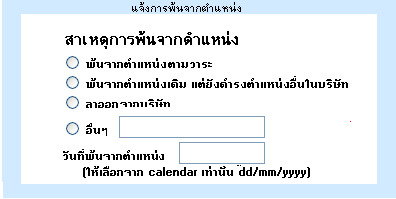 แจ้งการพ้นจากตำแหน่ง
สาเหตุการพ้นจากตำแหน่ง
พ้นจากตำแหน่งตามวาระ
พ้นจากตำแหน่งเดิม แต่ยังดำรงตำแหน่งอื่นในบริษัท
ลาออกจากบริษัท
อื่นๆ
วันที่พ้นจากตำแหน่ง
(ให้เลือกจาก calendar เท่านั้น dd/mm/yyyy)